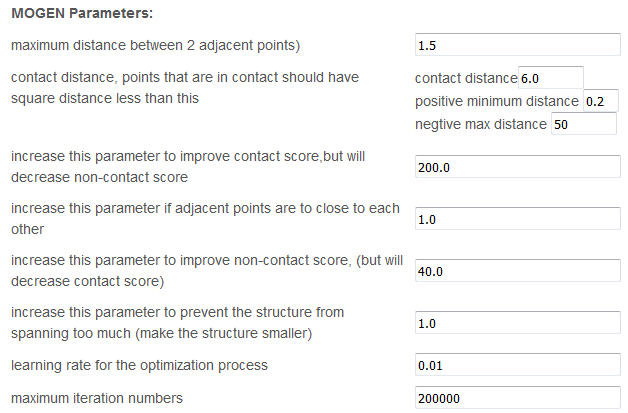 MOGEN Parameters:
maximum distance between 2 adjacent points) 1.5
contact distance, points that are in contact should have contact distance 6.0
square distance less than this positive minimum distance 0.2
negtive max distance 50
increase this parameter to improve contact score,but will 200.0
decrease non-contact score
increase this parameter if adjacent points are to close to each 1.0
other
increase this parameter to improve non-contact score, (but will 40.0
decrease contact score)
increase this parameter to prevent the structure from 1.0
spanning too much (make the structure smaller)
learning rate for the optimization process 0.01
maximum iteration numbers 200000